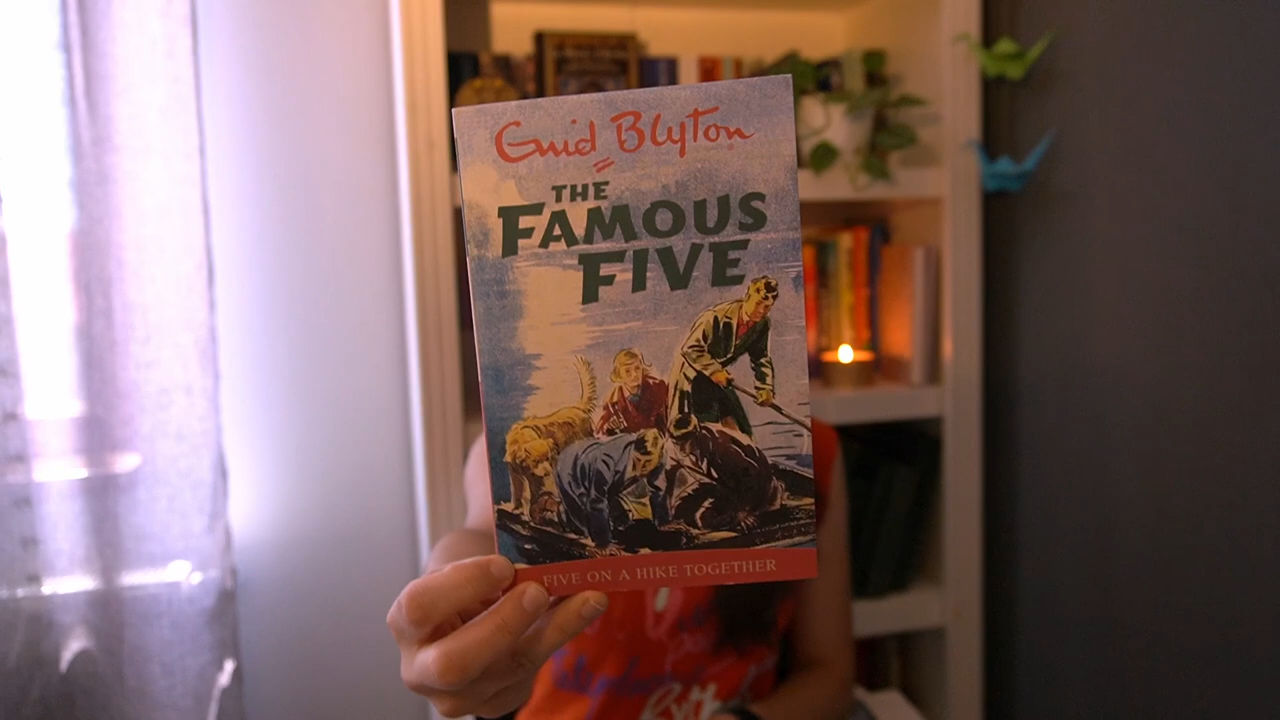 Enid Blyton
THE
FAMOUS
FIVE
FIVE ON A HIKE TOGETHER